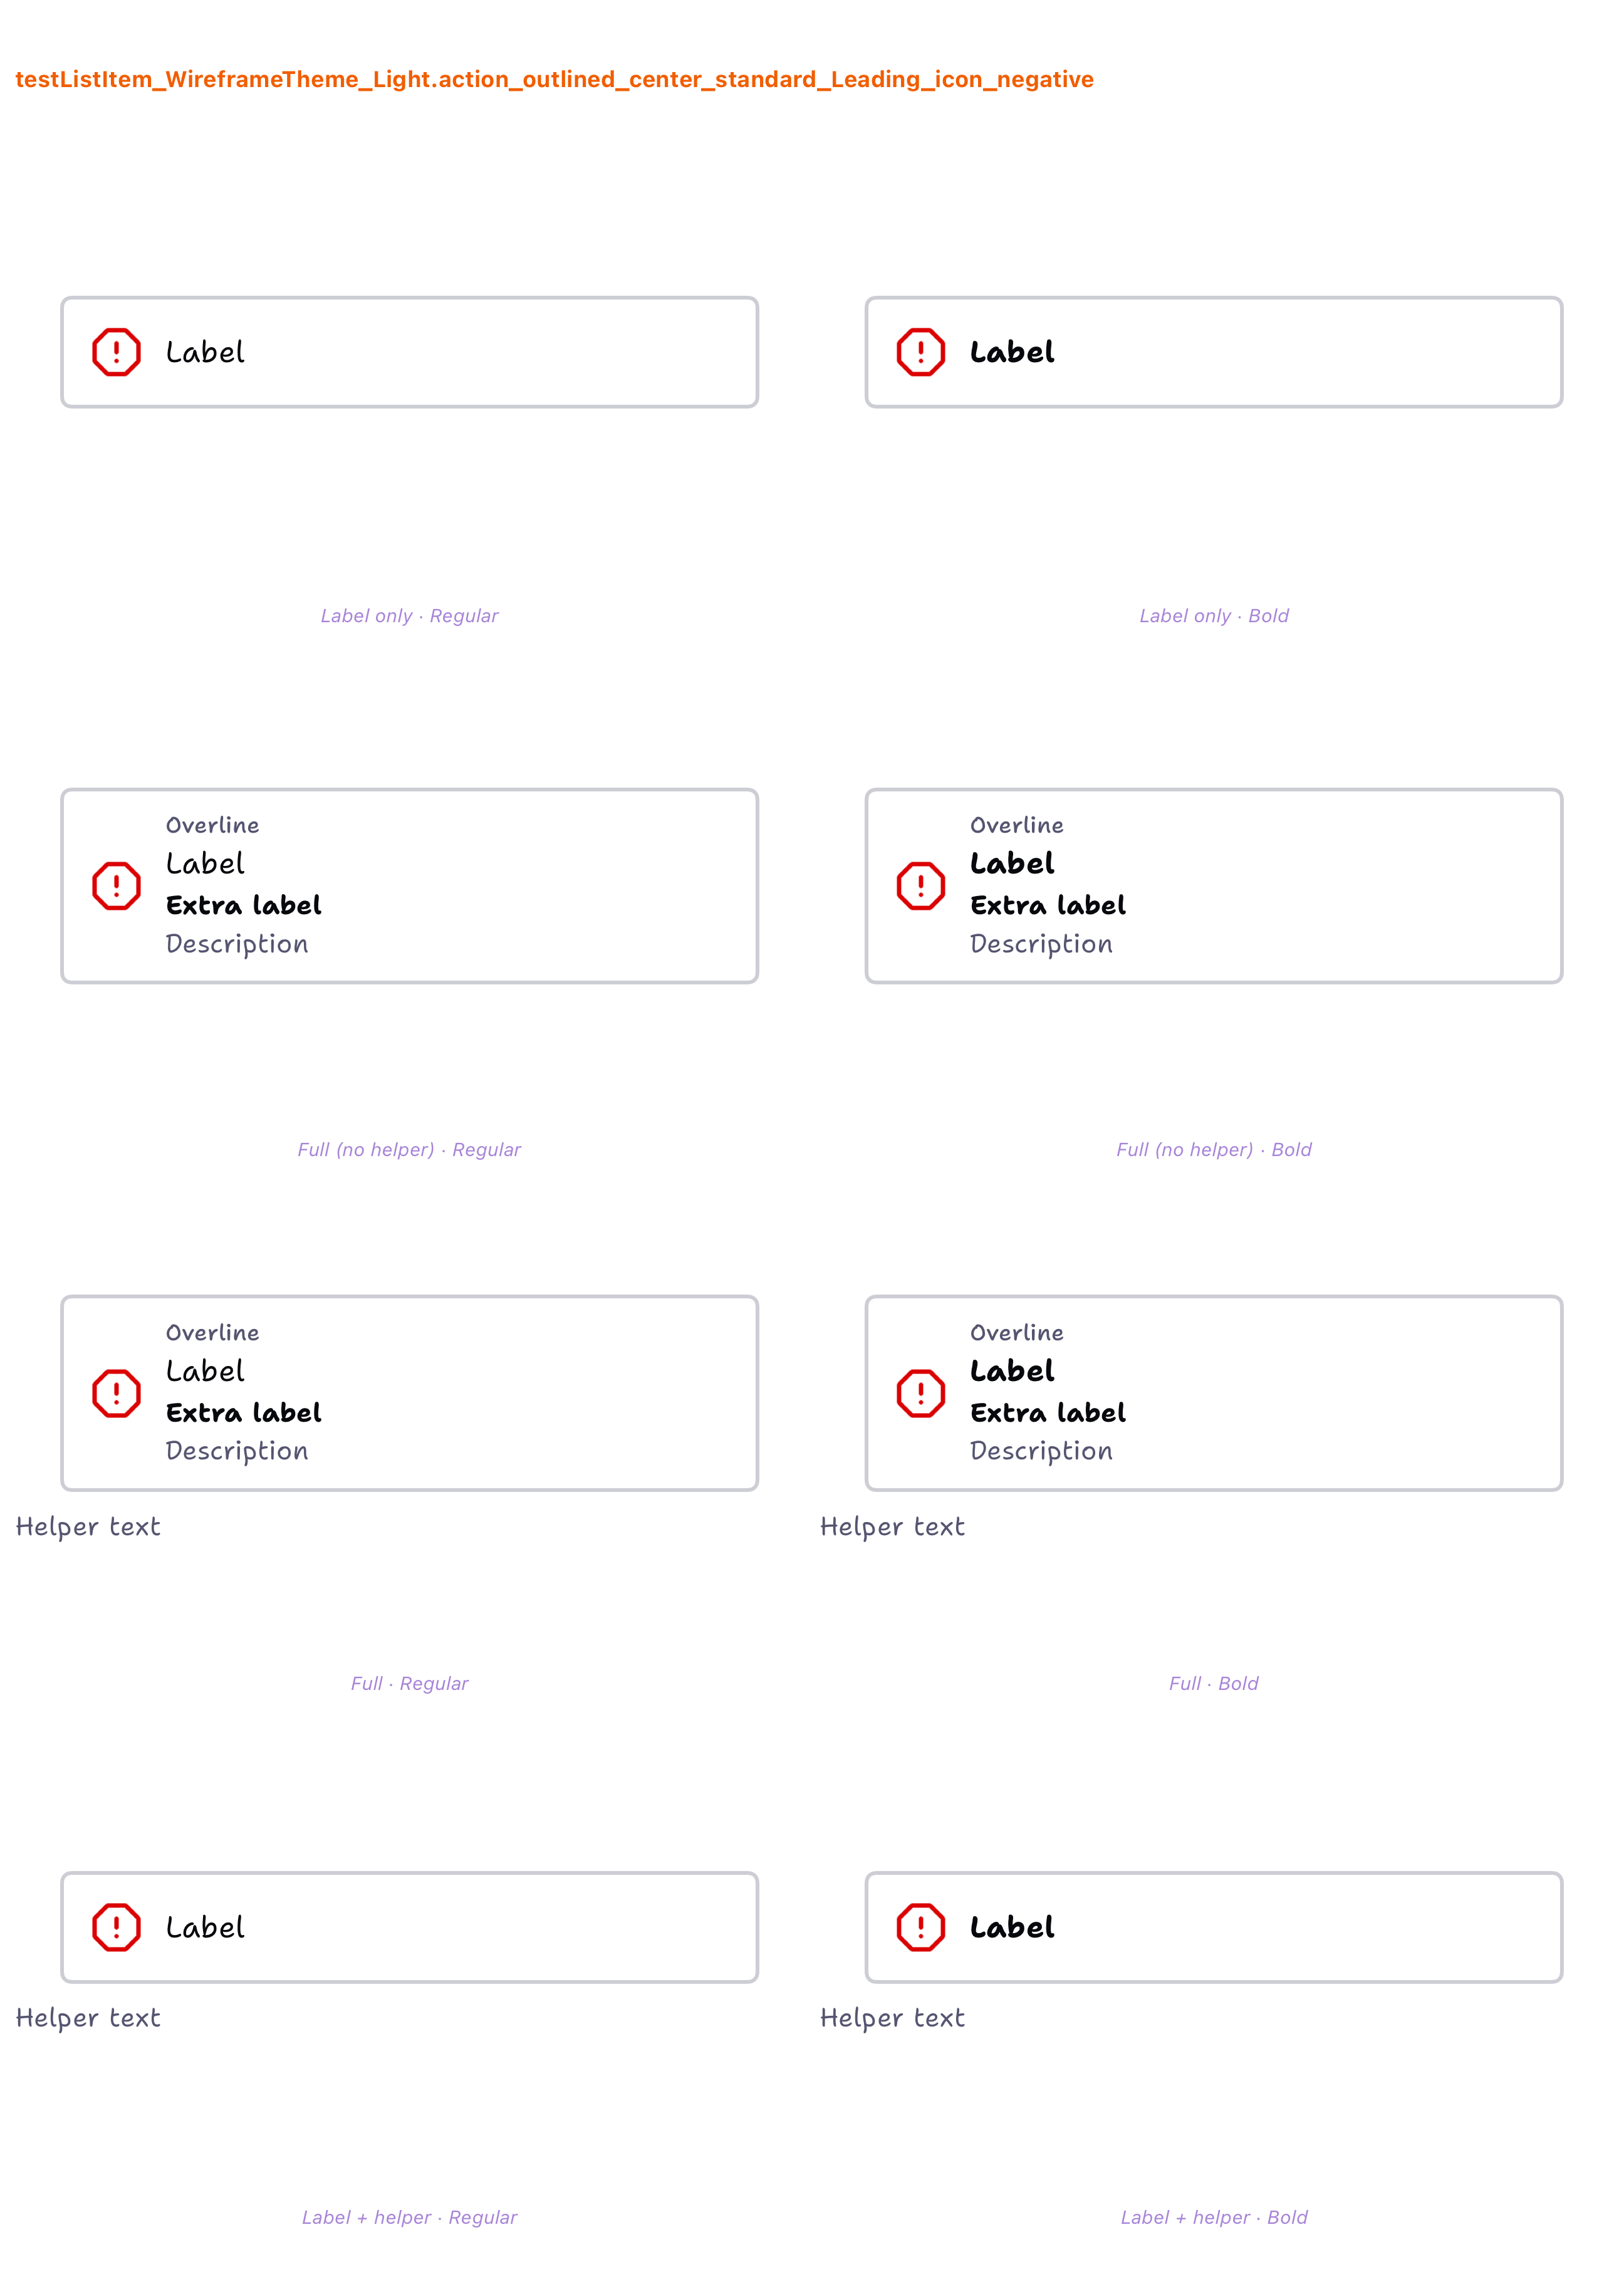 testListItem_WireframeTheme_Light.action_outlined_center_standard_Leading_icon_negative
Label
Label
Label only · Regular
Label only · Bold
Overline
Label
Extra label
Description
Overline
Label
Extra label
Description
Full (no helper) · Regular
Full (no helper) · Bold
Overline
Label
Extra label
Description
Helper text
Overline
Label
Extra label
Description
Helper text
Full · Regular
Full · Bold
Label
Helper text
Label
Helper text
Label + helper · Regular
Label + helper · Bold